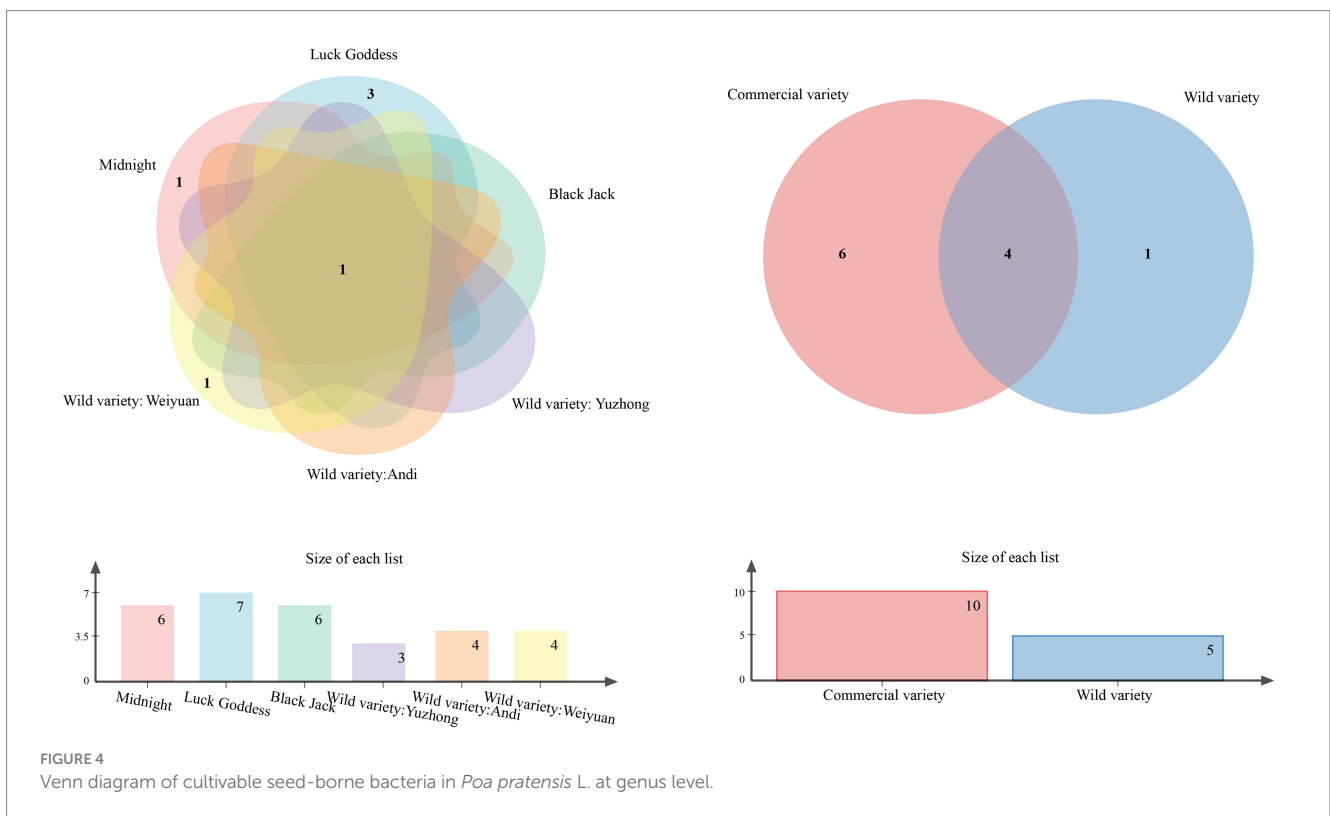 Luck Goddess
3
Midnight
1
Black Jack
1
1
Wild variety: Weiyuan
Wild variety: Yuzhong
Wild variety:Andi
Commercial variety
Wild variety
6
4
1
Size of each list
7
3.5
0
6
7
6
3
4
4
Midnight
Luck Goddess
Black Jack
Wild variety:Yuzhong
Wild variety:Andi
Wild variety:Weiyuan
Size of each list
10
5
0
10
5
Commercial variety
Wild variety
FIGURE 4
Venn diagram of cultivable seed-borne bacteria in Poa pratensis L. at genus level.